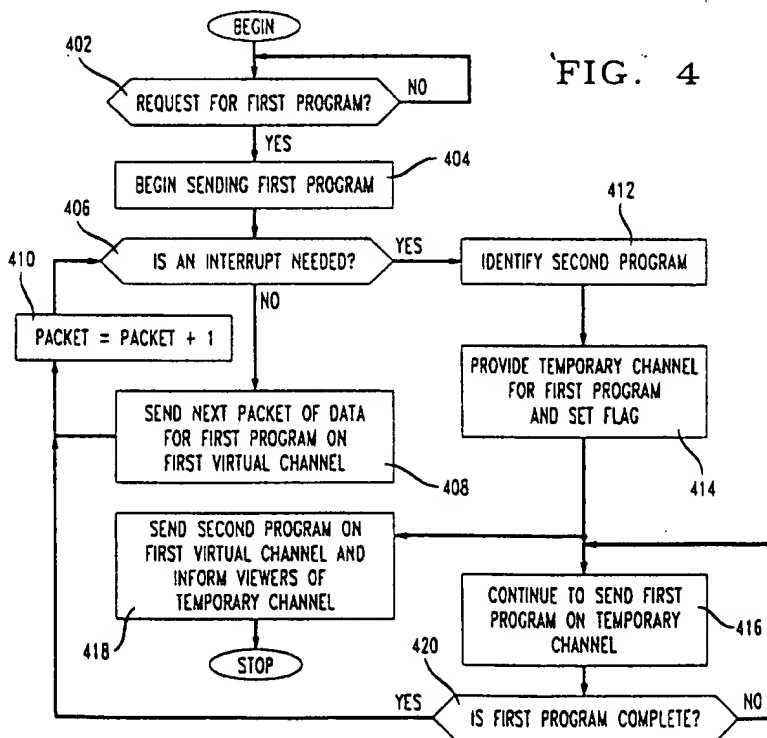 BEGIN
402
FIG. 4
REQUEST FOR FIRST PROGRAM?
NO
YES
404
BEGIN SENDING FIRST PROGRAM
406
412
IS AN INTERRUPT NEEDED?
YES
IDENTIFY SECOND PROGRAM
410
NO
PACKET = PACKET + 1
PROVIDE TEMPORARY CHANNEL
FOR FIRST PROGRAM
AND SET FLAG
414
SEND NEXT PACKET OF DATA
FOR FIRST PROGRAM ON
FIRST VIRTUAL CHANNEL
408
SEND SECOND PROGRAM ON
FIRST VIRTUAL CHANNEL AND
INFORM VIEWERS OF
TEMPORARY CHANNEL
418
CONTINUE TO SEND FIRST
PROGRAM ON TEMPORARY
CHANNEL
416
STOP
420
YES
IS FIRST PROGRAM COMPLETE?
NO